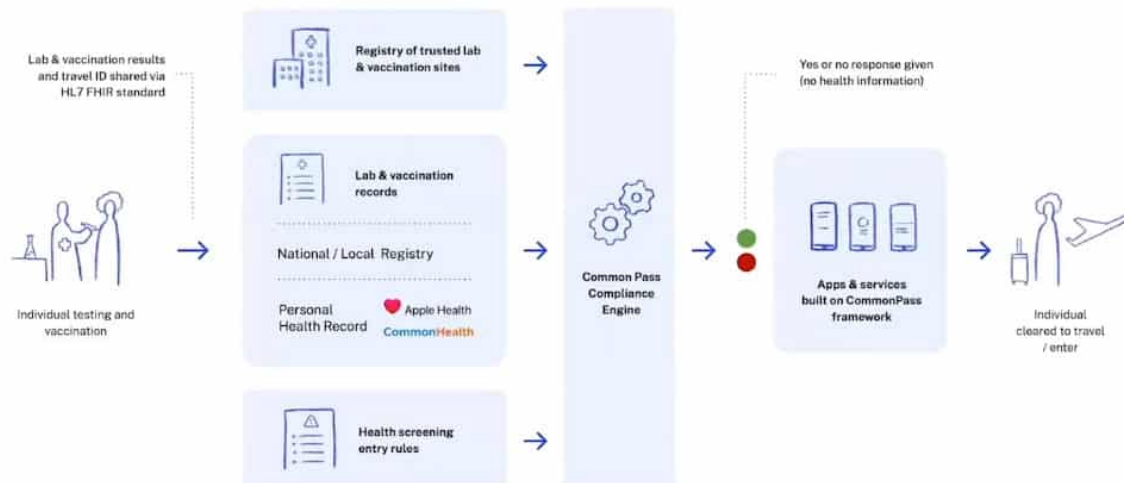 Lab & vaccination results
and travel ID shared via
HL7 FHIR standard
Individual testing and
vaccination
Registry of trusted lab
& vaccination sites
Lab & vaccination
records
National / Local Registry
Personal
Health Record
Apple Health
CommonHealth
Health screening
entry rules
Common Pass
Compliance
Engine
Yes or no response given
(no health information)
Apps & services
built on CommonPass
framework
Individual
cleared to travel
/ enter